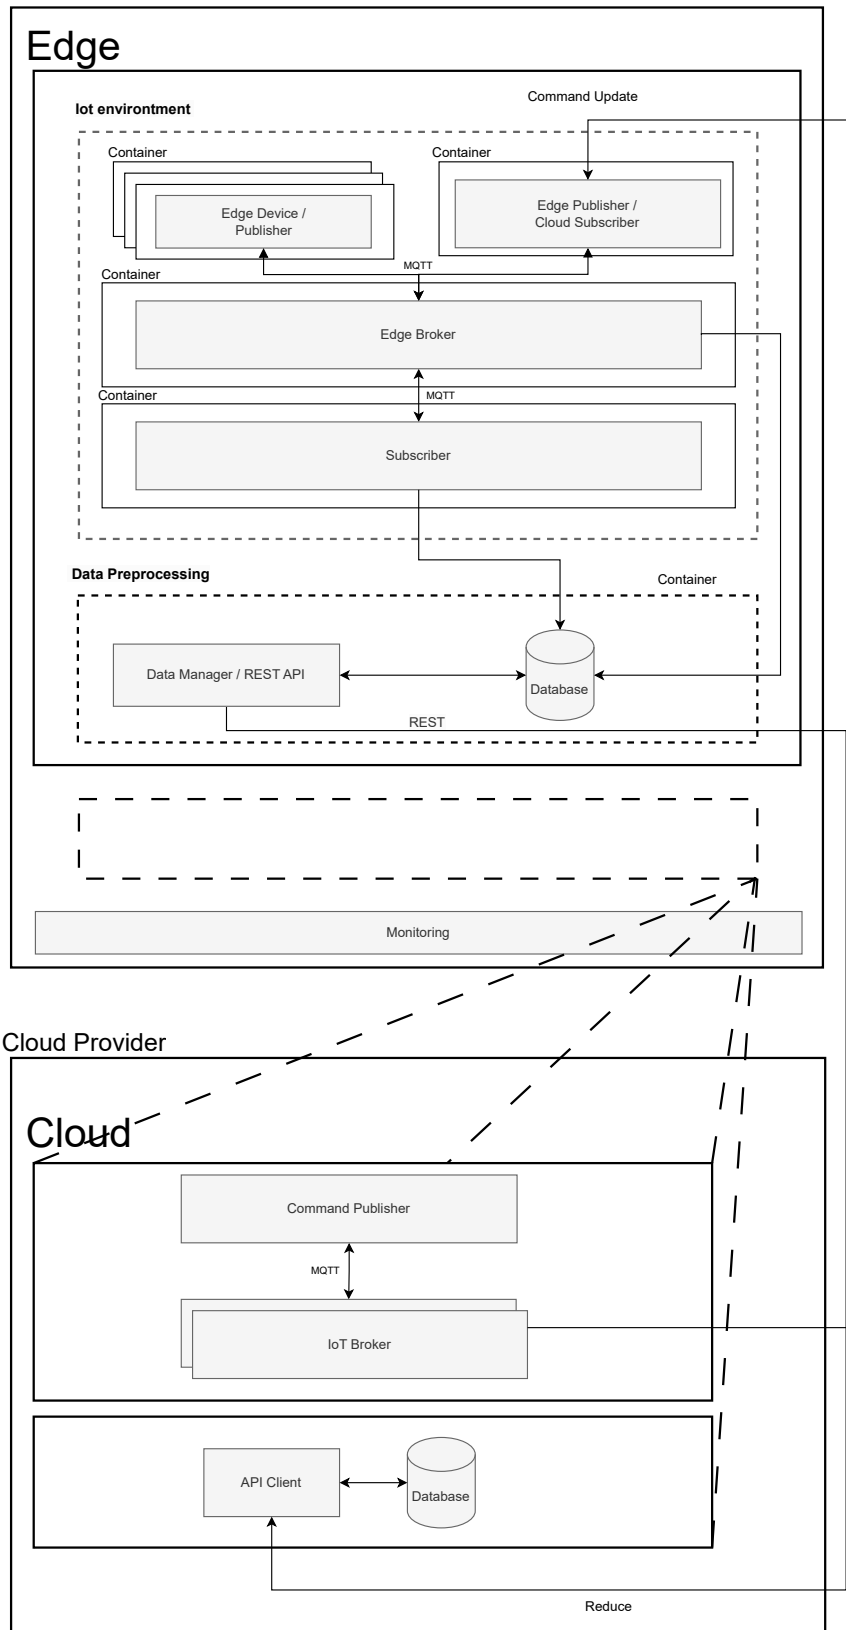 Edge
Iot environtment
Command Update
Container
Container
Edge Device /
Publisher
Edge Publisher /
Cloud Subscriber
MQTT
Container
Edge Broker
Container
MQTT
Subscriber
Data Preprocessing
Container
Data Manager / REST API
Database
REST
Monitoring
Cloud Provider
Cloud
Command Publisher
MQTT
IoT Broker
API Client
Database
Reduce